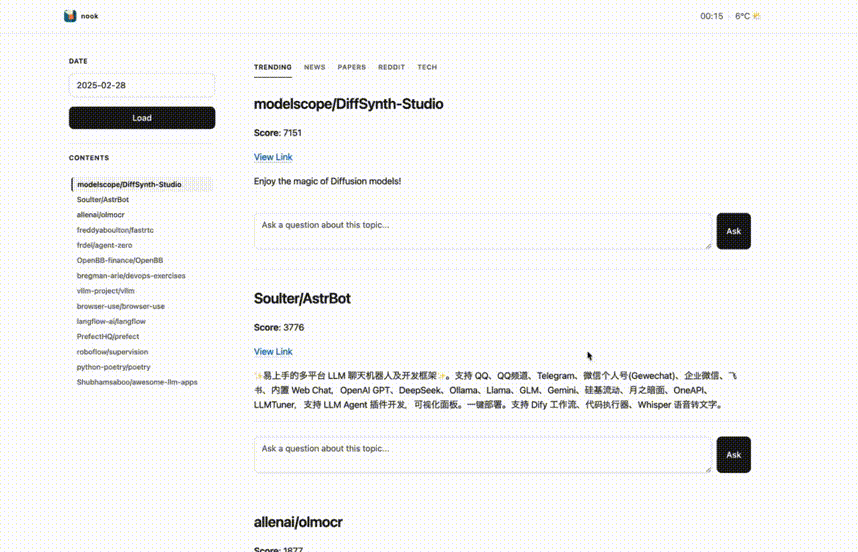 nook
00:15 · 6°C
DATE
2025-02-28
Load
CONTENTS
modelscope/DiffSynth-Studio
Soulter/AstrBot
allenai/olmocr
freddyaboulton/fastrtc
frdel/agent-zero
OpenBB-finance/OpenBB
bregman-arie/devops-exercises
vllm-project/vllm
browser-use/browser-use
langflow-ai/langflow
PrefectHQ/prefect
roboflow/supervision
python-poetry/poetry
Shubhamsaboo/awesome-llm-apps
TRENDING NEWS PAPERS REDDIT TECH
modelscope/DiffSynth-Studio
Score: 7151
View Link
Enjoy the magic of Diffusion models!
Ask a question about this topic...
Ask
Soulter/AstrBot
Score: 3776
View Link
✨易上手的多平台 LLM 聊天机器人及开发框架✨。支持 QQ、QQ频道、Telegram、微信个人号(Gewechat)、企业微信、飞
书、内置 Web Chat，OpenAI GPT、DeepSeek、Ollama、Llama、GLM、Gemini、硅基流动、月之暗面、OneAPI、
LLMTuner，支持 LLM Agent 插件开发，可视化面板。一键部署。支持 Dify 工作流、代码执行器、Whisper 语音转文字。
Ask a question about this topic...
Ask
allenai/olmocr
Score: 1877